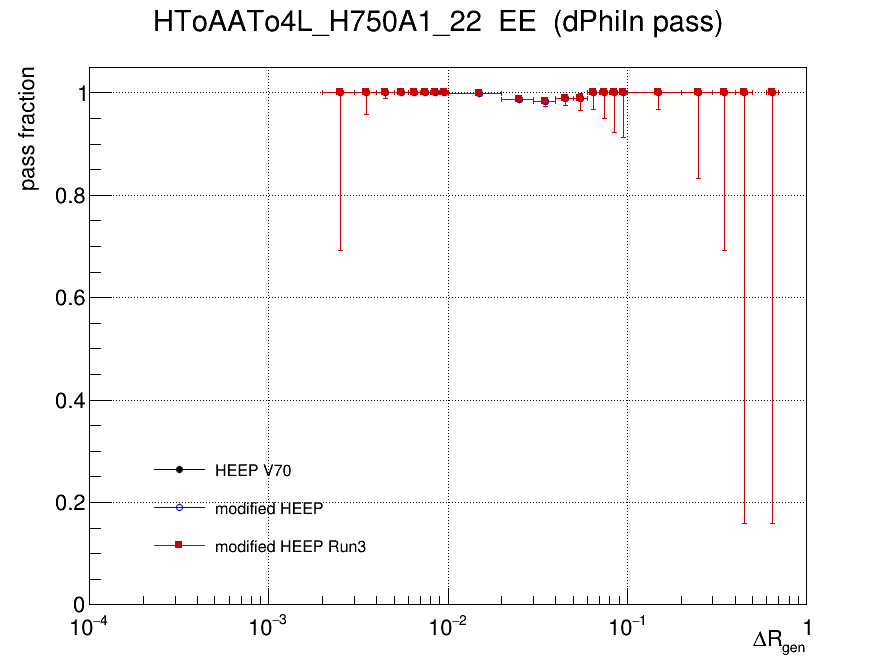 HToAATo4L_H750A1_22 EE (dPhiIn pass)
pass fraction
1
0.8
0.6
0.4
0.2
0
HEEP V70
modified HEEP
modified HEEP Run3
10⁻⁴ 10⁻³ 10⁻² 10⁻¹ 1
ΔR_gen